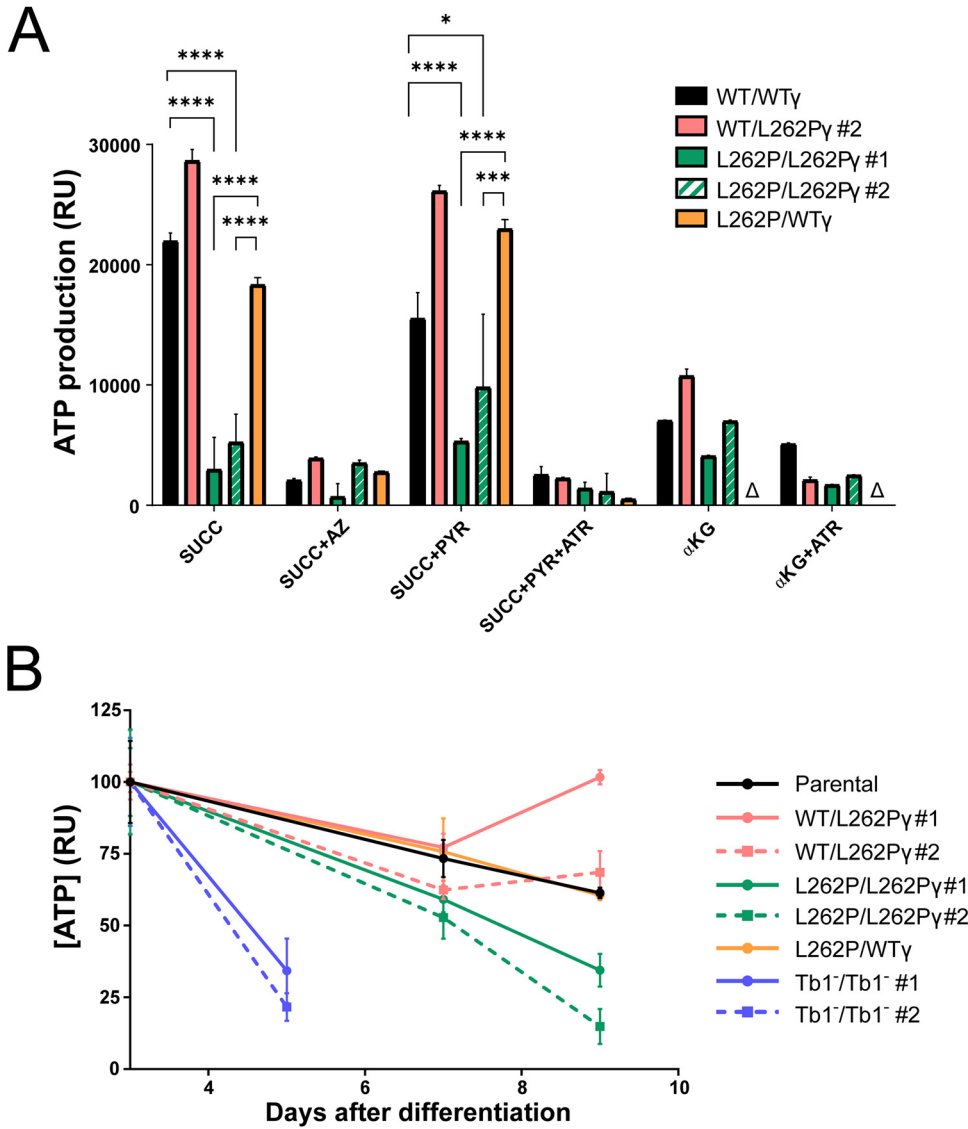 A
ATP production (RU)
30000
20000
10000
0
****
****
****
****
*
****
****
***
WT/WTγ
WT/L262Pγ #2
L262P/L262Pγ #1
L262P/L262Pγ #2
L262P/WTγ
Δ
Δ
SUCC
SUCC+AZ
SUCC+PYR
SUCC+PYR+ATR
αKG
αKG+ATR
B
[ATP] (RU)
125
100
75
50
25
0
4
6
8
10
Days after differentiation
Parental
WT/L262Pγ #1
WT/L262Pγ #2
L262P/L262Pγ #1
L262P/L262Pγ #2
L262P/WTγ
Tb1⁻/Tb1⁻ #1
Tb1⁻/Tb1⁻ #2